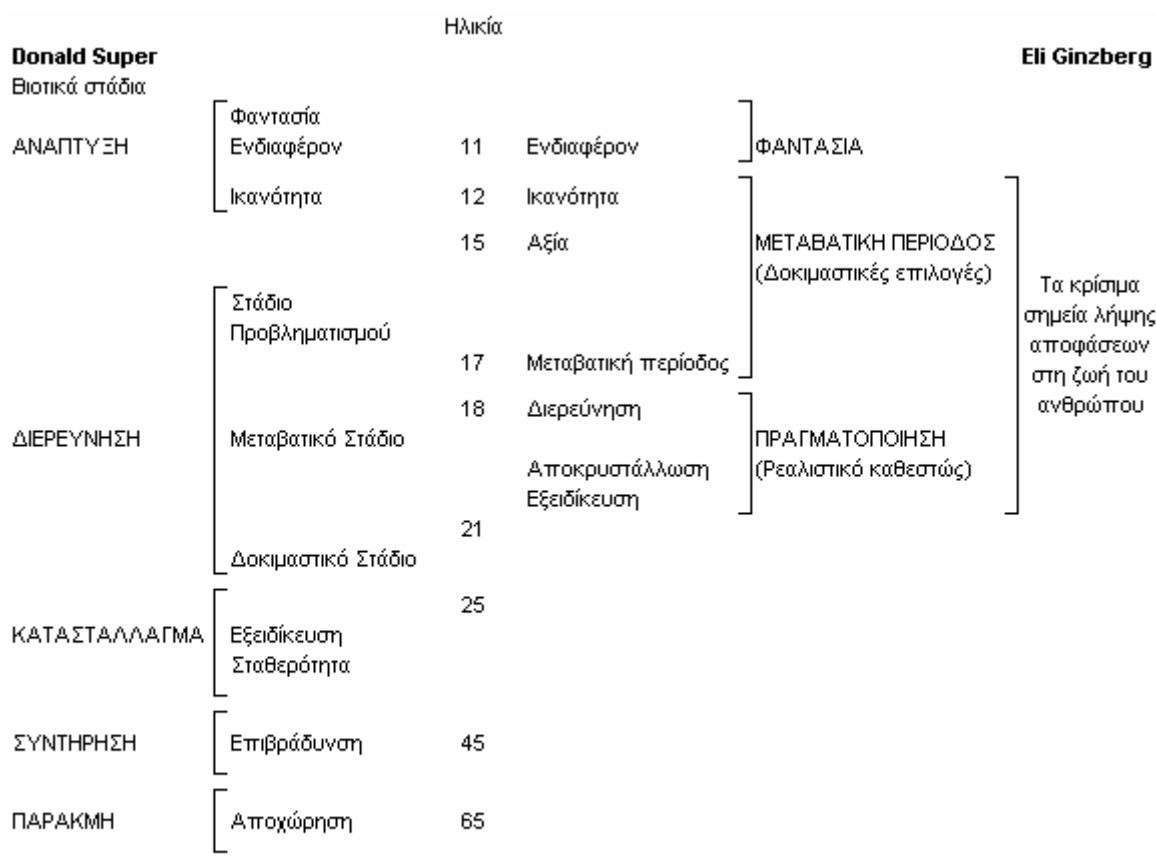 Ηλικία
Donald Super Eli Ginzberg
Βιοτικά στάδια
Φαντασία
ΑΝΑΠΤΥΞΗ Ενδιαφέρον 11 Ενδιαφέρον ΦΑΝΤΑΣΙΑ
Ικανότητα 12 Ικανότητα
15 Αξία ΜΕΤΑΒΑΤΙΚΗ ΠΕΡΙΟΔΟΣ
(Δοκιμαστικές επιλογές)
Τα κρίσιμα
Στάδιο
σημεία λήψης
Προβληματισμού
αποφάσεων
17 Μεταβατική περίοδος
στη ζωή του
18 Διερεύνηση
ανθρώπου
ΔΙΕΡΕΥΝΗΣΗ Μεταβατικό Στάδιο ΠΡΑΓΜΑΤΟΠΟΙΗΣΗ
Αποκρυστάλλωση (Ρεαλιστικό καθεστώς)
Εξειδίκευση
21
Δοκιμαστικό Στάδιο
25
ΚΑΤΑΣΤΑΛΛΑΓΜΑ Εξειδίκευση
Σταθερότητα
ΣΥΝΤΗΡΗΣΗ Επιβράδυνση 45
ΠΑΡΑΚΜΗ Αποχώρηση 65